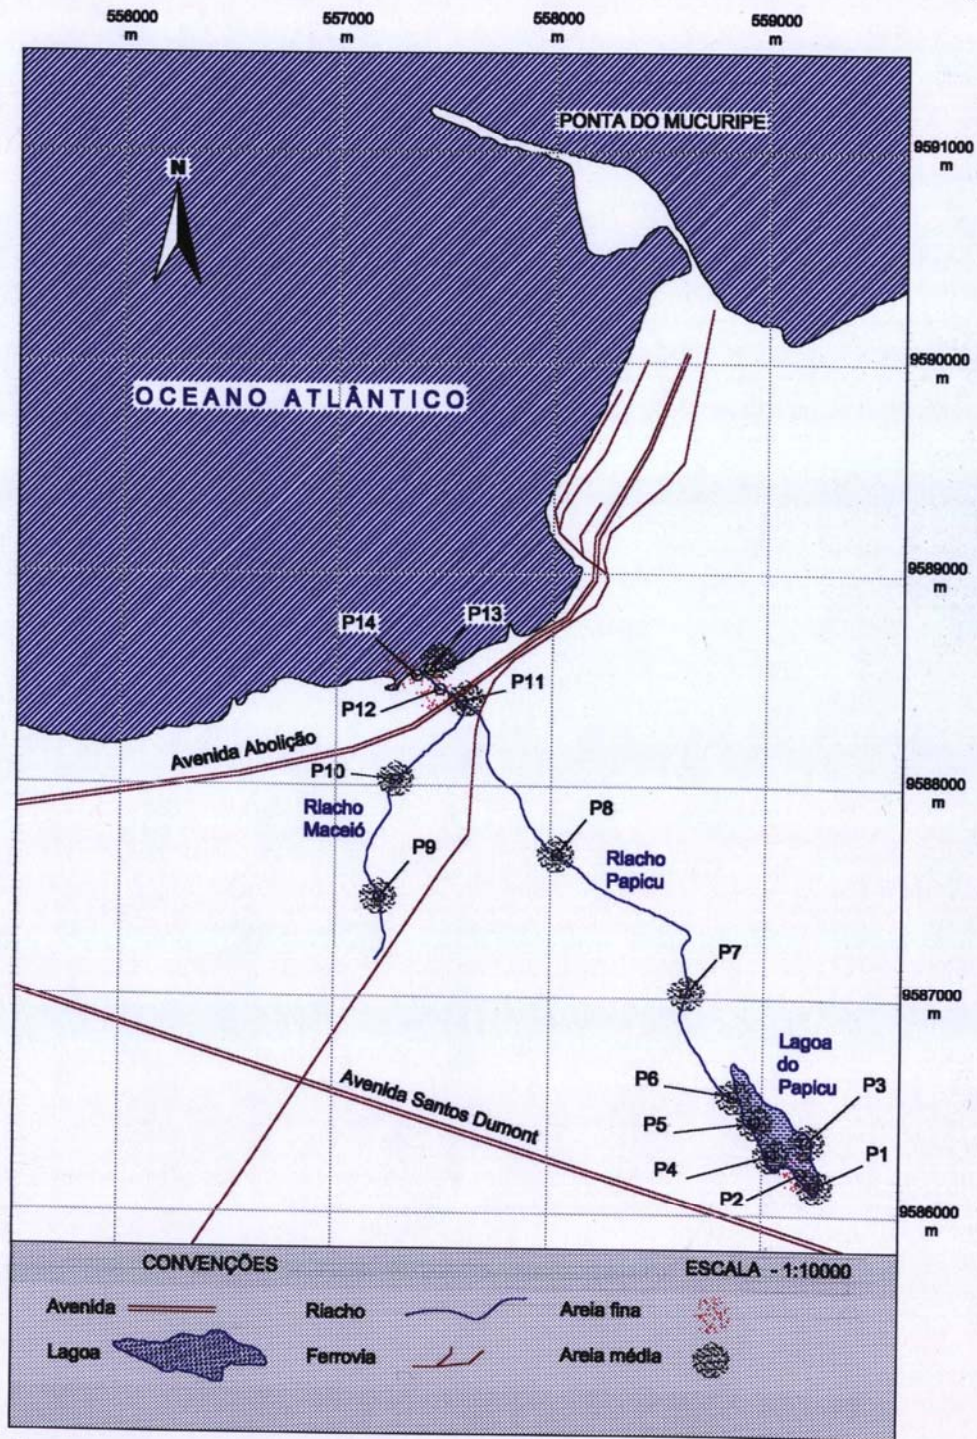 556000
m
557000
m
558000
m
559000
m
PONTA DO MUCURIPE
9591000
m
N
9590000
m
OCEANO ATLÂNTICO
9589000
m
P14
P13
P12
P11
Avenida Abolição
P10
9588000
m
Riacho
Maceió
P8
Riacho
Papicu
P9
P7
9587000
m
Lagoa
do
Papicu
P6
P3
Avenida Santos Dumont
P5
P4
P1
P2
9586000
m
CONVENÇÕES
ESCALA - 1:10000
Avenida
Riacho
Areia fina
Lagoa
Ferrovia
Areia média